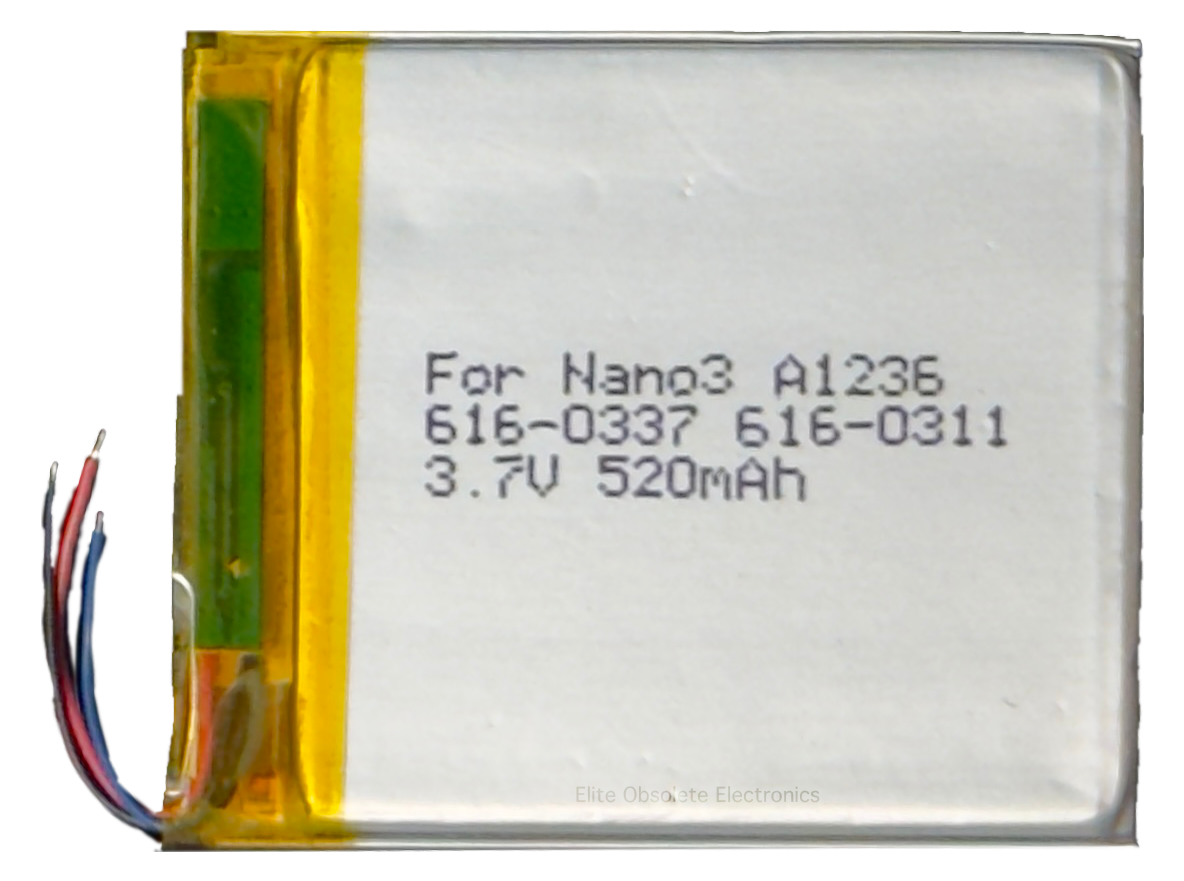 For Nano3 A1236
616-0337 616-0311
3.7V 520mAh
Elite Obsolete Electronics